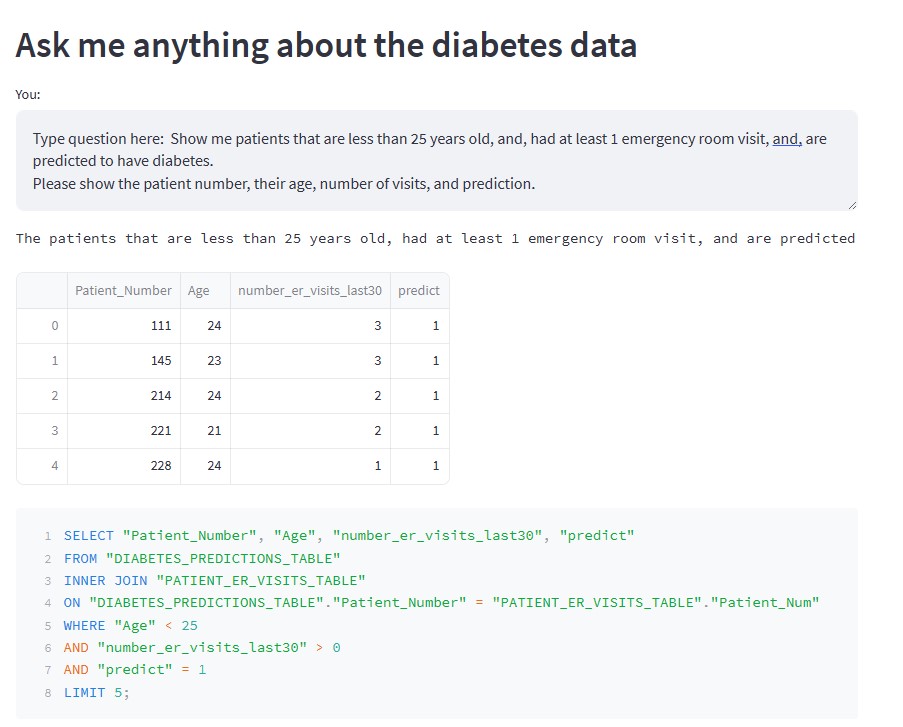 Ask me anything about the diabetes data
You:
Type question here:  Show me patients that are less than 25 years old, and, had at least 1 emergency room visit, and, are
predicted to have diabetes.
Please show the patient number, their age, number of visits, and prediction.
The patients that are less than 25 years old, had at least 1 emergency room visit, and are predicted
Patient_Number Age number_er_visits_last30 predict
0 111 24 3 1
1 145 23 3 1
2 214 24 2 1
3 221 21 2 1
4 228 24 1 1
1 SELECT "Patient_Number", "Age", "number_er_visits_last30", "predict"
2 FROM "DIABETES_PREDICTIONS_TABLE"
3 INNER JOIN "PATIENT_ER_VISITS_TABLE"
4 ON "DIABETES_PREDICTIONS_TABLE"."Patient_Number" = "PATIENT_ER_VISITS_TABLE"."Patient_Num"
5 WHERE "Age" < 25
6 AND "number_er_visits_last30" > 0
7 AND "predict" = 1
8 LIMIT 5;